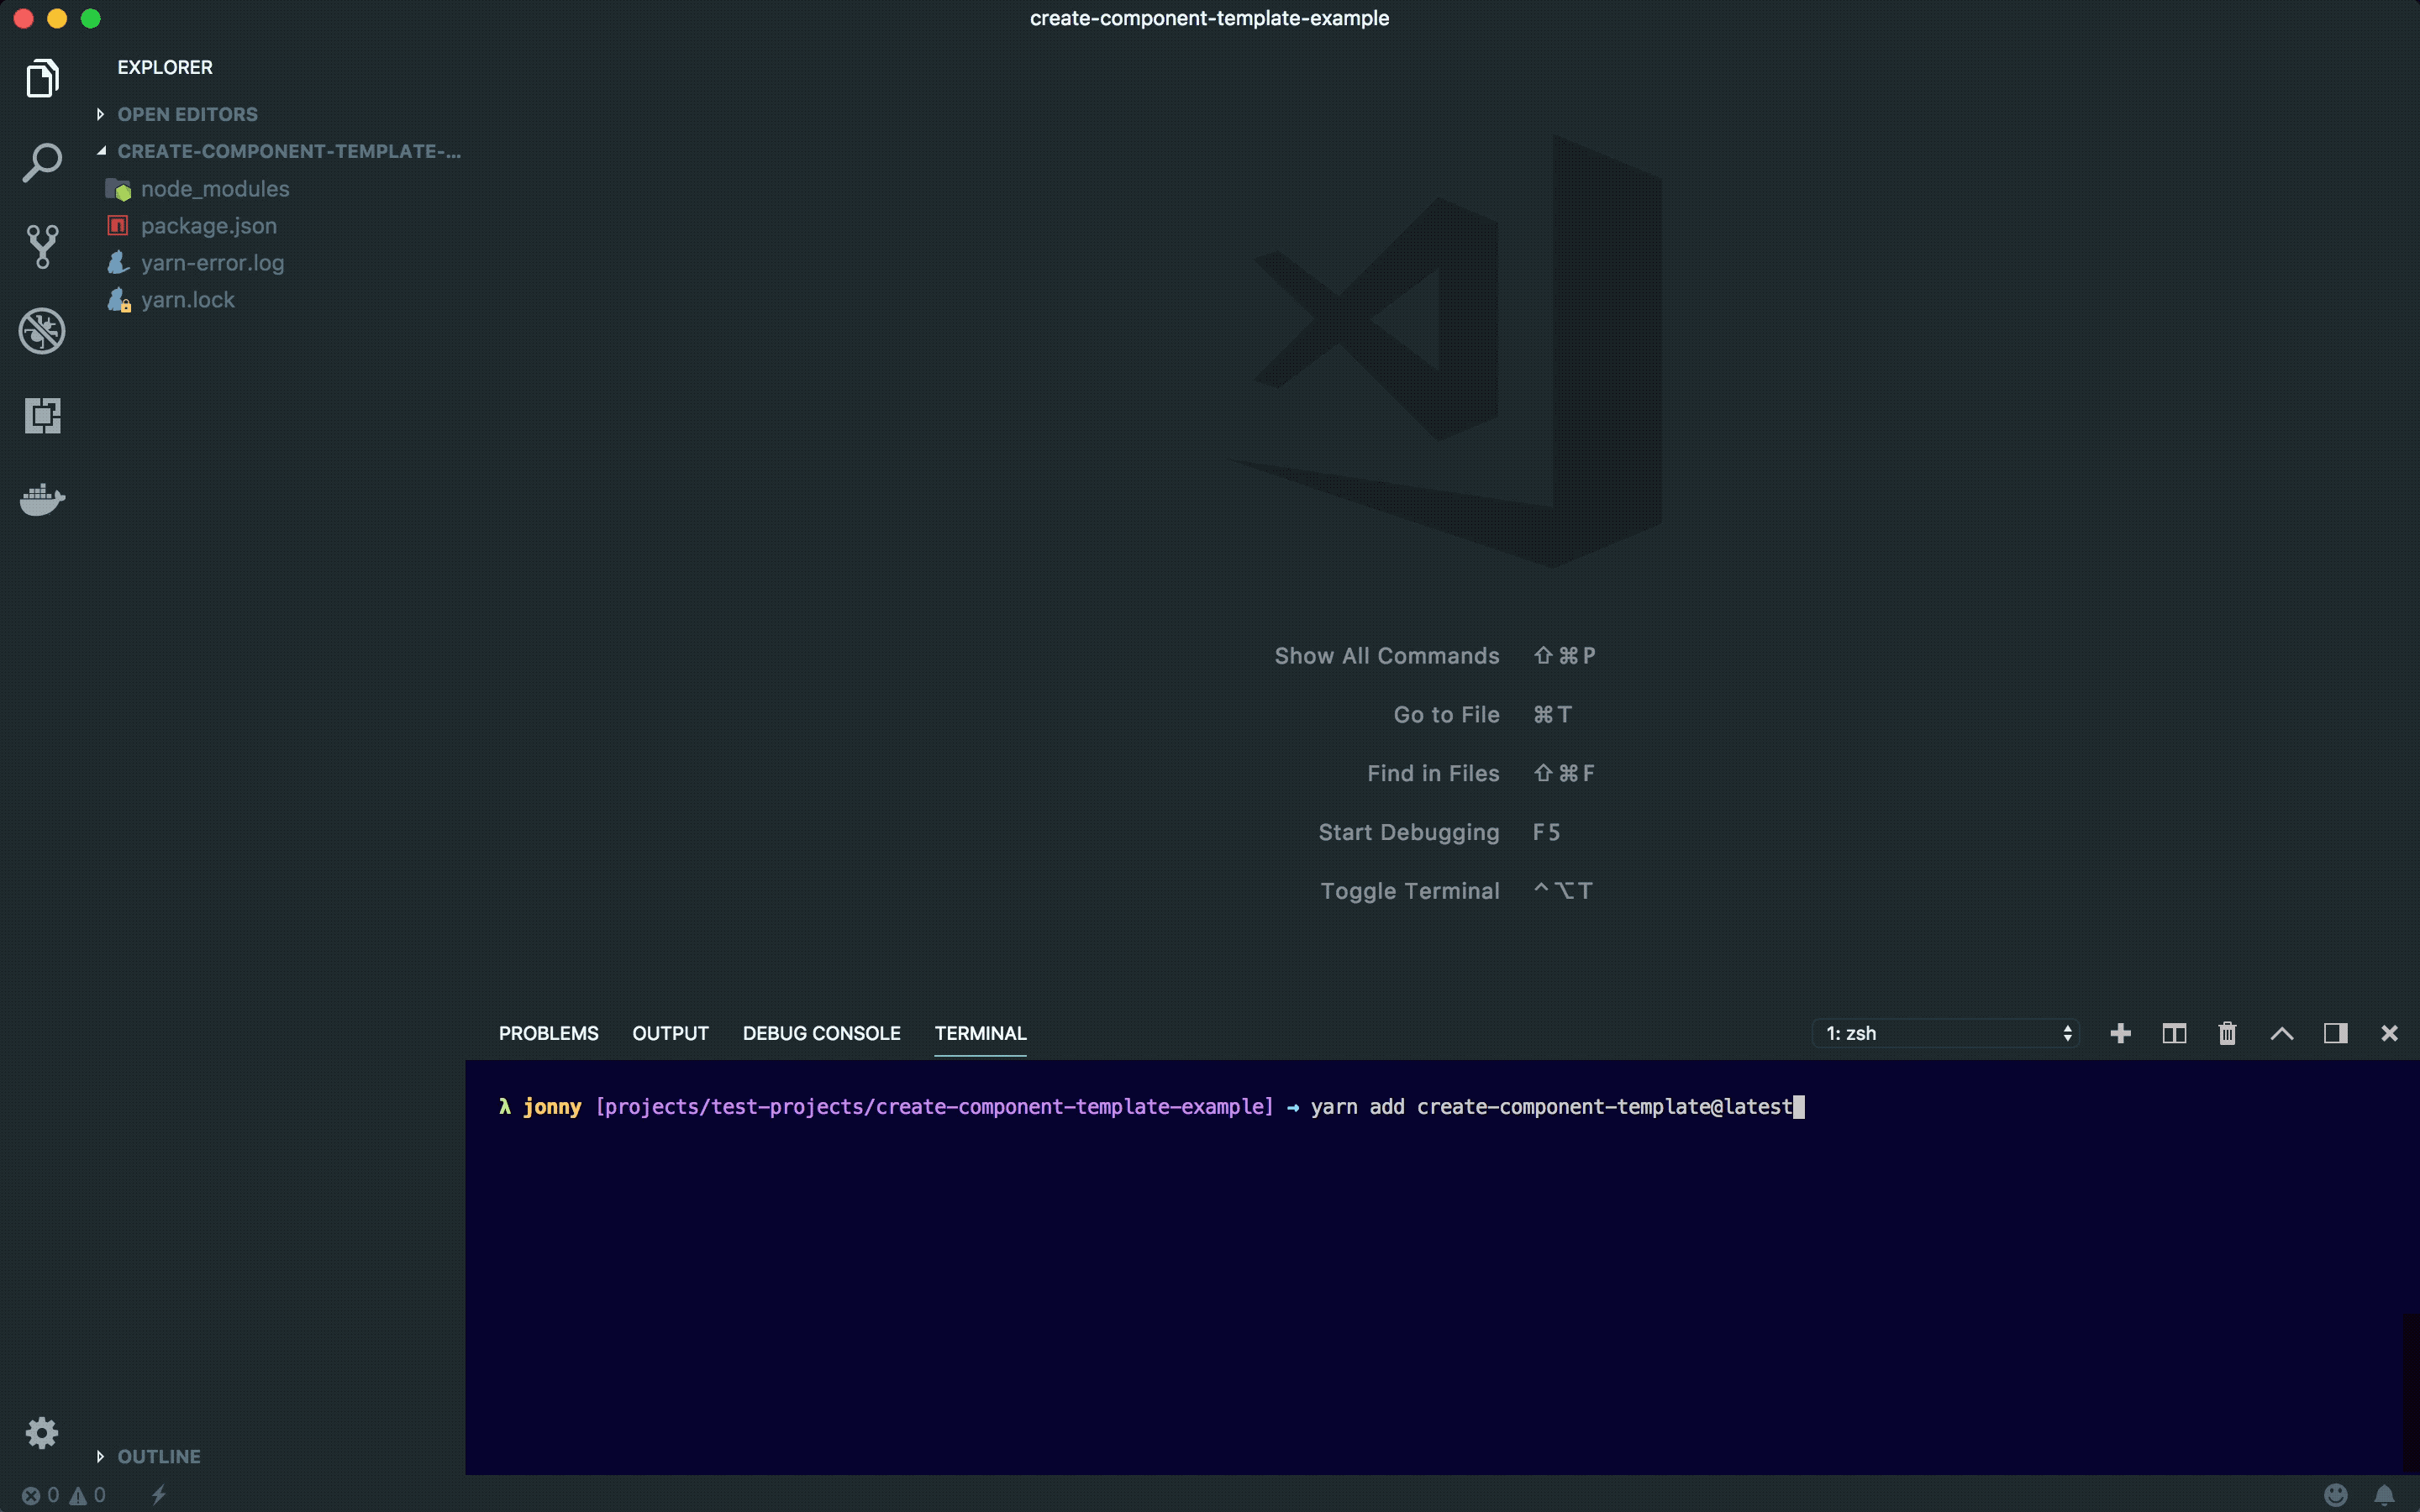 create-component-template-example
EXPLORER
OPEN EDITORS
CREATE-COMPONENT-TEMPLATE-...
node_modules
package.json
yarn-error.log
yarn.lock
Show All Commands ⇧⌘P
Go to File ⌘T
Find in Files ⇧⌘F
Start Debugging F5
Toggle Terminal ^⌥T
PROBLEMS OUTPUT DEBUG CONSOLE TERMINAL 1: zsh
λ jonny [projects/test-projects/create-component-template-example] → yarn add create-component-template@latest
OUTLINE
0 0